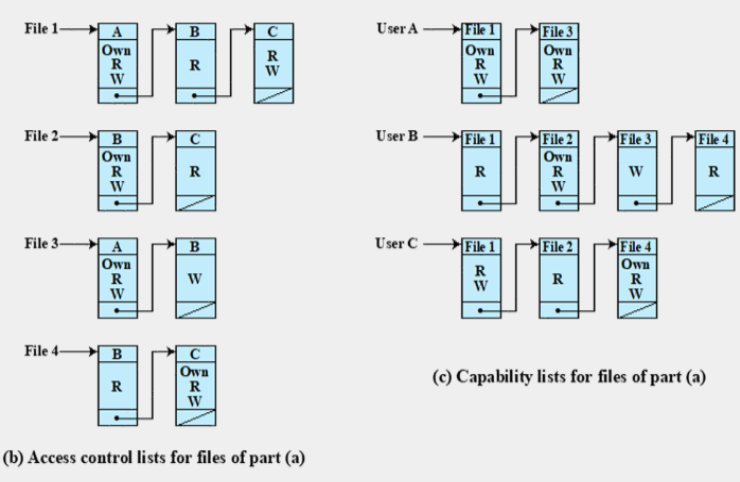 File 1 A B C
Own
R
W
R
R
W
File 2 B C
Own
R
W
R
File 3 A B
Own
R
W
W
File 4 B C
R
Own
R
W
(b) Access control lists for files of part (a)
User A File 1 File 3
Own
R
W
Own
R
W
User B File 1 File 2 File 3 File 4
R
Own
R
W
W
R
User C File 1 File 2 File 4
R
W
R
Own
R
W
(c) Capability lists for files of part (a)